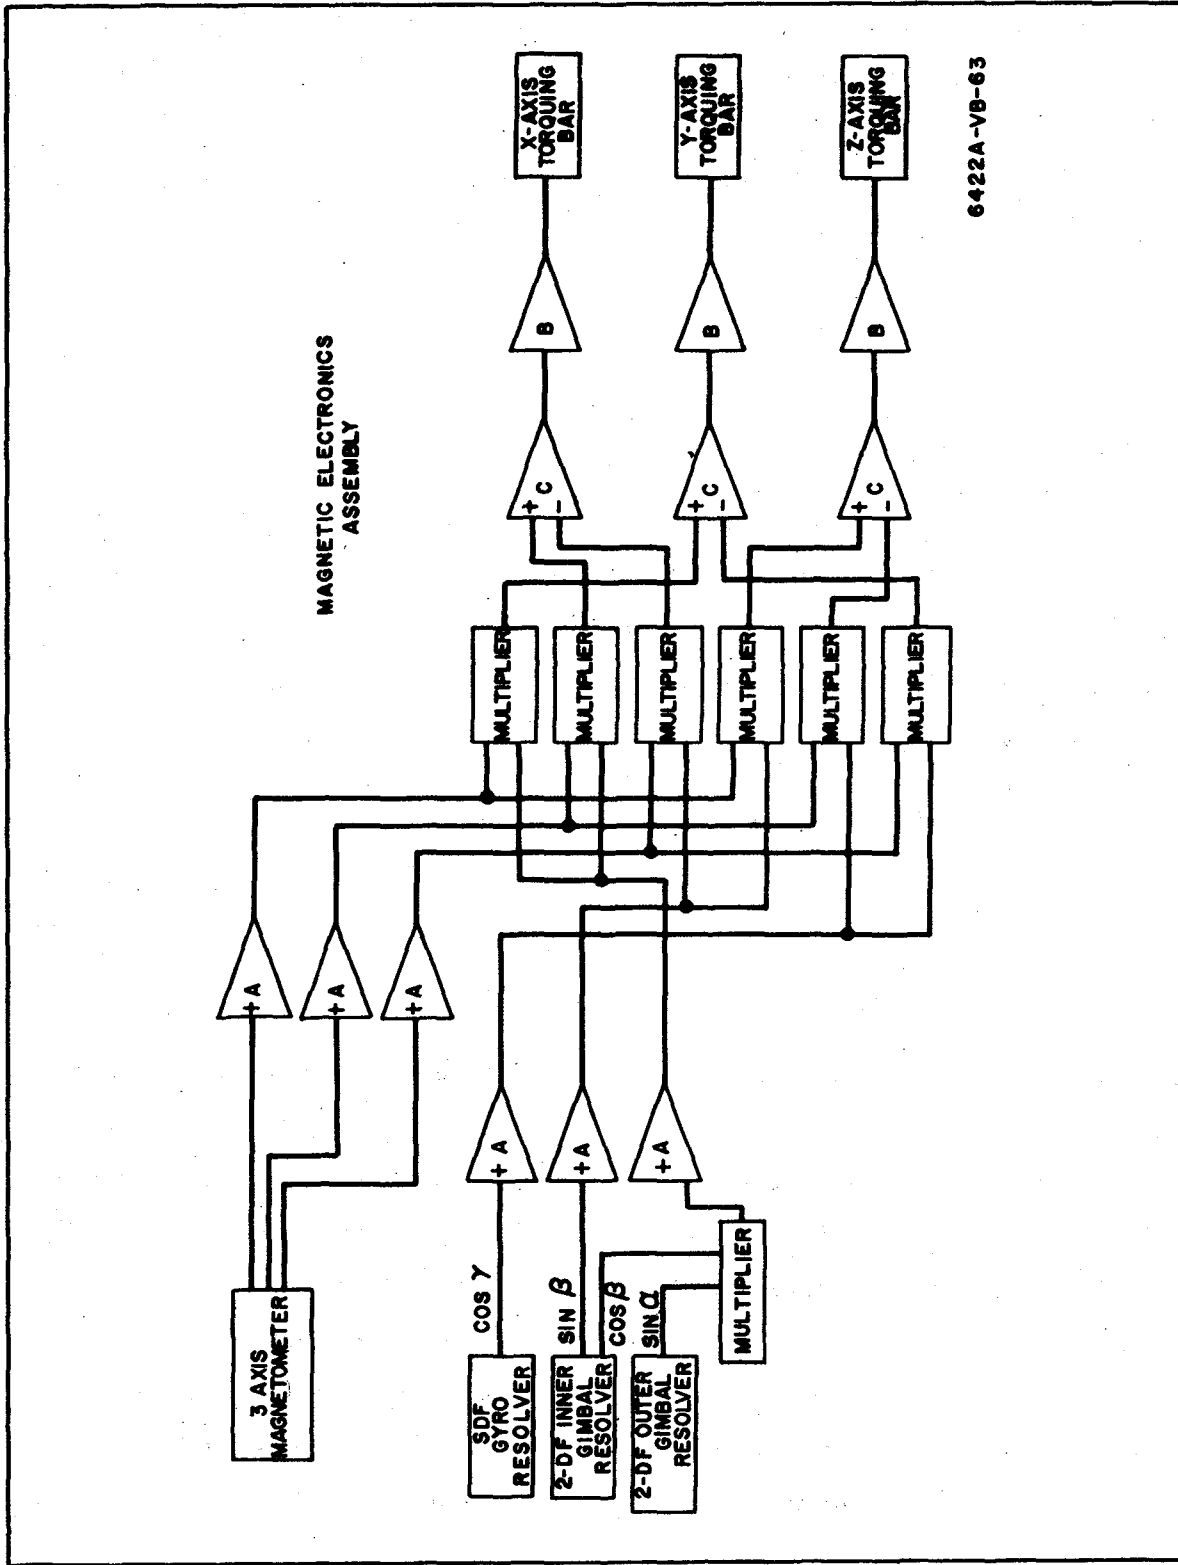 MAGNETIC ELECTRONICS
ASSEMBLY
3 AXIS
MAGNETOMETER
+ A
+ A
+ A
SDF
GYRO
RESOLVER
COS γ
2-DF INNER
GIMBAL
RESOLVER
SIN β
COS β
2-DF OUTER
GIMBAL
RESOLVER
SIN α
MULTIPLIER
+ A
+ A
+ A
MULTIPLIER
MULTIPLIER
MULTIPLIER
MULTIPLIER
MULTIPLIER
MULTIPLIER
+ C
-
+ C
-
+ C
-
B
B
B
X-AXIS
TORQUING
BAR
Y-AXIS
TORQUING
BAR
Z-AXIS
TORQUING
BAR
6422A-VB-63